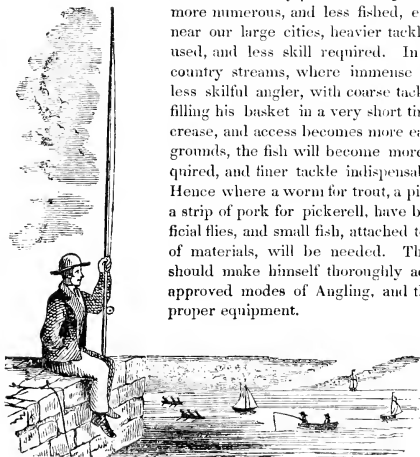 more numerous, and less fished, e
near our large cities, heavier tackl
used, and less skill required. In
country streams, where immense
less skilful angler, with coarse tac
filling his basket in a very short ti
crease, and access becomes more ea
grounds, the fish will become more
quired, and finer tackle indispensa
Hence where a worm for trout, a pi
a strip of pork for pickerell, have b
ficial flies, and small fish, attached t
of materials, will be needed. Th
should make himself thoroughly a
approved modes of Angling, and t
proper equipment.